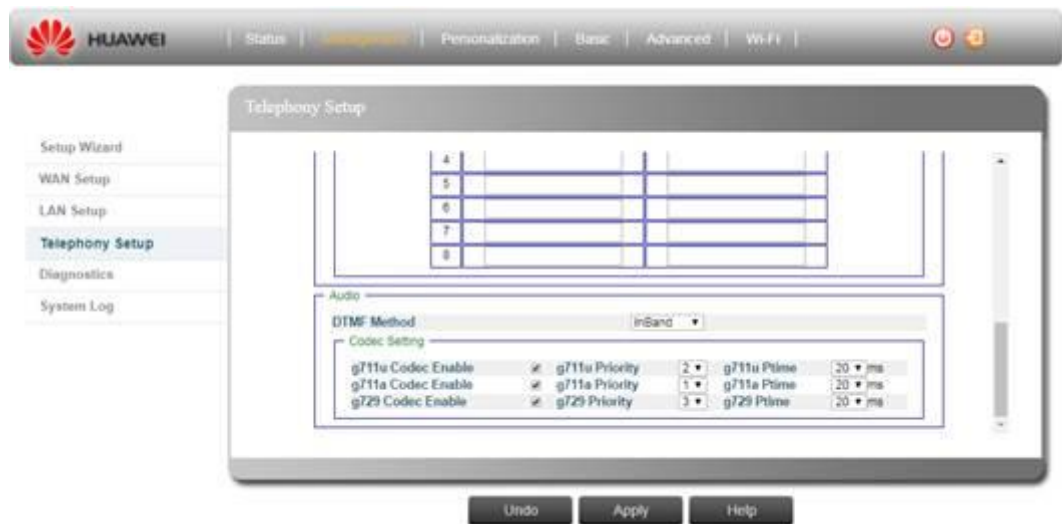 HUAWEI
Status | Management | Personalization | Basic | Advanced | Wi-Fi |
Telephony Setup
Setup Wizard
WAN Setup
LAN Setup
Telephony Setup
Diagnostics
System Log
4
5
6
7
8
Audio
DTMF Method InBand
Codec Setting
g711u Codec Enable g711u Priority 2 g711u Ptime 20 ms
g711a Codec Enable g711a Priority 1 g711a Ptime 20 ms
g729 Codec Enable g729 Priority 3 g729 Ptime 20 ms
Undo Apply Help